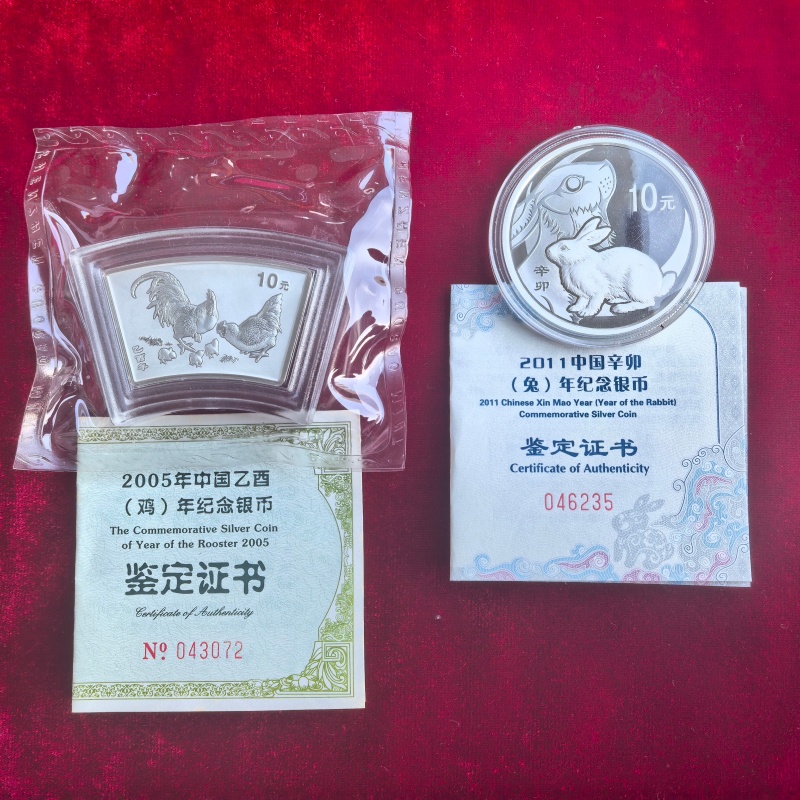 10元
乙酉年
2005年中国乙酉
（鸡）年纪念银币
The Commemorative Silver Coin
of Year of the Rooster 2005
鉴定证书
Certificate of Authenticity
Nº 043072
10元
辛
卯
2011中国辛卯
（兔）年纪念银币
2011 Chinese Xin Mao Year (Year of the Rabbit)
Commemorative Silver Coin
鉴定证书
Certificate of Authenticity
046235